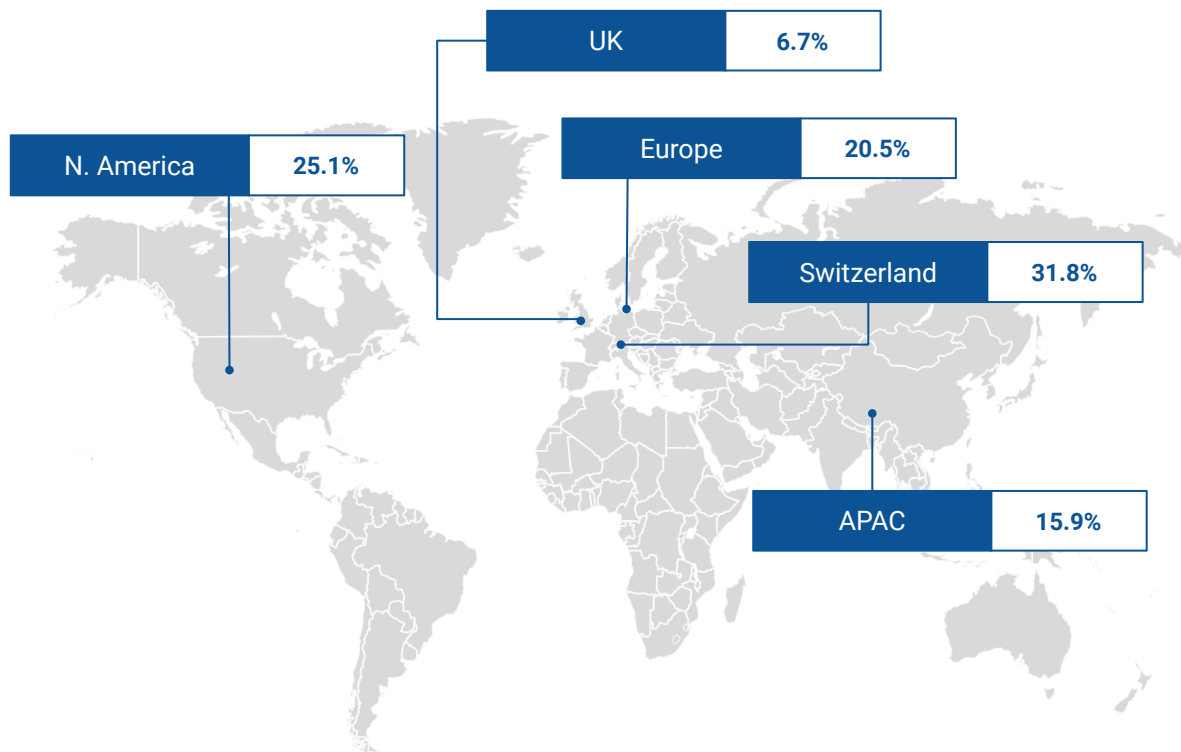 UK 6.7%
N. America 25.1%
Europe 20.5%
Switzerland 31.8%
APAC 15.9%